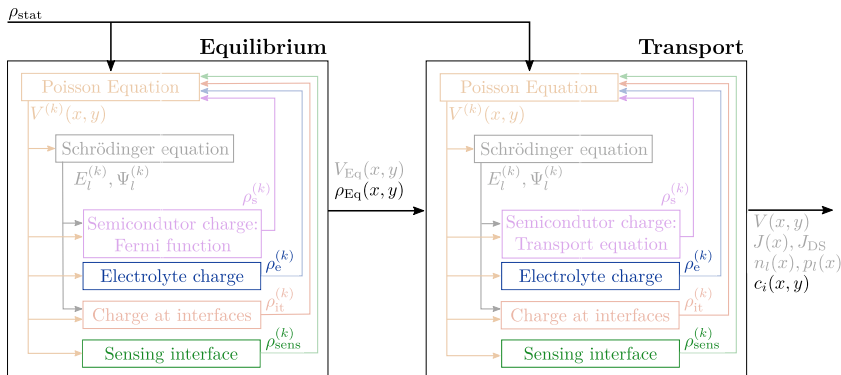 ρstat
Equilibrium
Poisson Equation
V^(k)(x, y)
Schrödinger equation
E_l^(k), Ψ_l^(k)
ρ_s^(k)
Semicondutor charge:
Fermi function
ρ_e^(k)
Electrolyte charge
ρ_it^(k)
Charge at interfaces
ρ_sens^(k)
Sensing interface
V_Eq(x, y)
ρ_Eq(x, y)
Transport
Poisson Equation
V^(k)(x, y)
Schrödinger equation
E_l^(k), Ψ_l^(k)
ρ_s^(k)
Semicondutor charge:
Transport equation
ρ_e^(k)
Electrolyte charge
ρ_it^(k)
Charge at interfaces
ρ_sens^(k)
Sensing interface
V(x, y)
J(x), J_DS
n_l(x), p_l(x)
c_i(x, y)